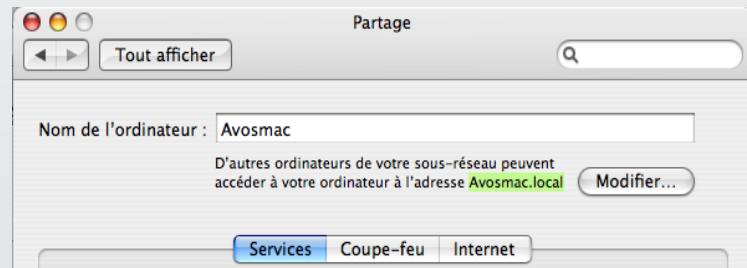 Partage
Tout afficher
Nom de l'ordinateur : Avosmac
D'autres ordinateurs de votre sous-réseau peuvent
accéder à votre ordinateur à l'adresse Avosmac.local
Modifier...
Services Coupe-feu Internet